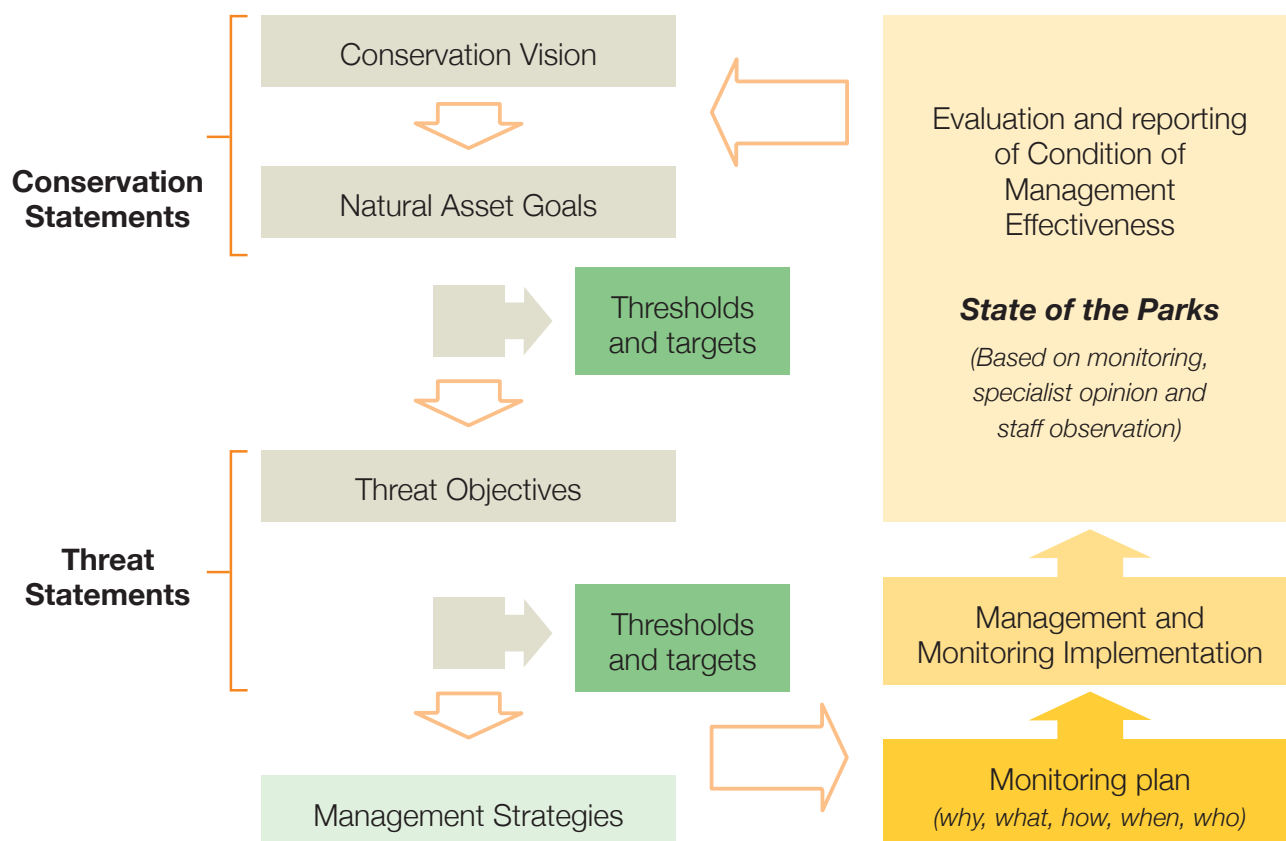 Conservation
Statements
Conservation Vision
Natural Asset Goals
Thresholds
and targets
Threat
Statements
Threat Objectives
Thresholds
and targets
Management Strategies
Evaluation and reporting
of Condition of
Management
Effectiveness
State of the Parks
(Based on monitoring,
specialist opinion and
staff observation)
Management and
Monitoring Implementation
Monitoring plan
(why, what, how, when, who)